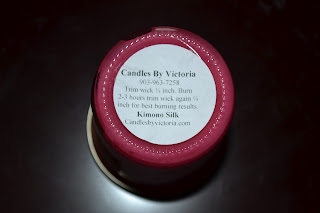 Candles By Victoria
963-963-7258
Trim wick ¼ inch. Burn
2-3 hours trim wick again ¼
inch for best burning results.
Kimono Silk
Candlesbyvictoria.com